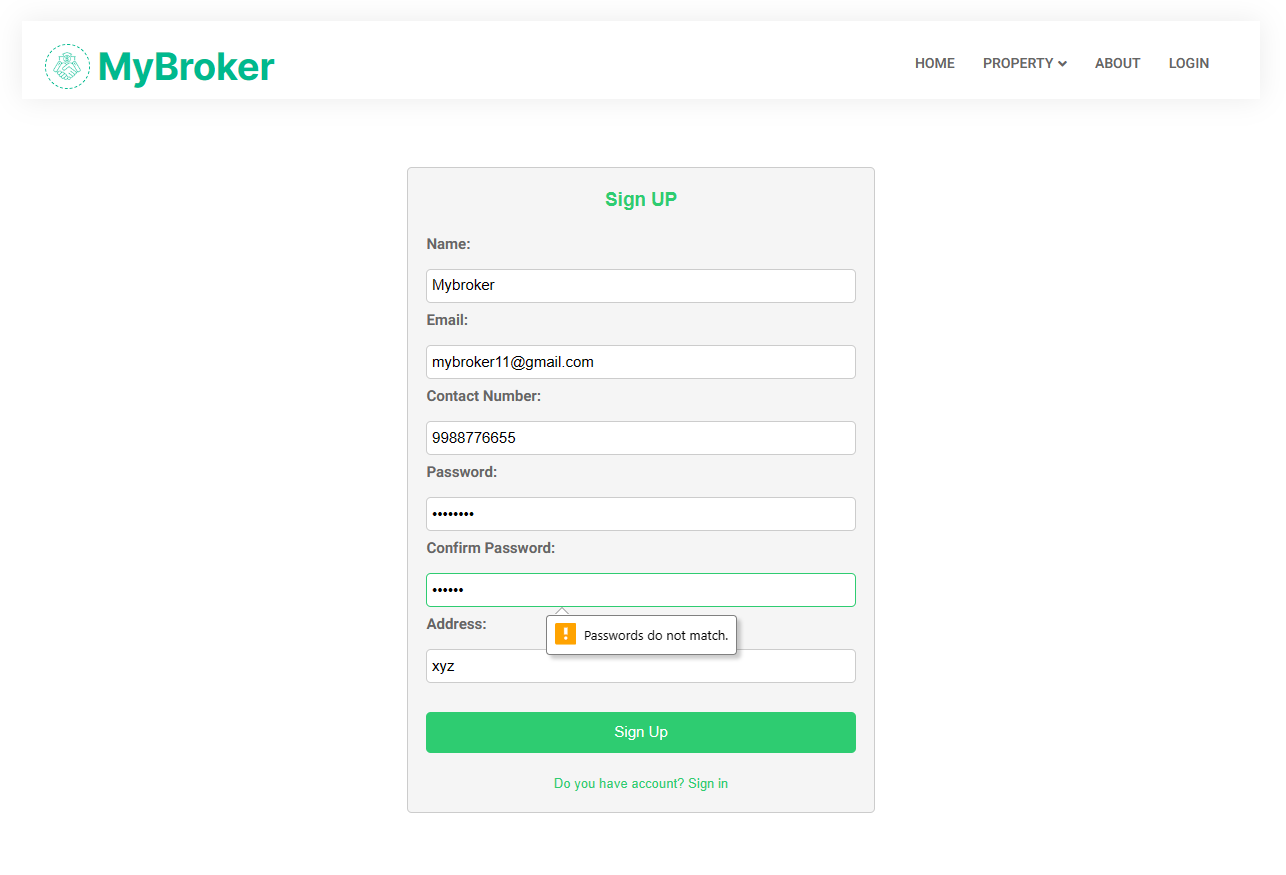 MyBroker
HOME PROPERTY ABOUT LOGIN
Sign UP
Name:
Mybroker
Email:
mybroker11@gmail.com
Contact Number:
9988776655
Password:
••••••••
Confirm Password:
••••••
Address:
Passwords do not match.
xyz
Sign Up
Do you have account? Sign in